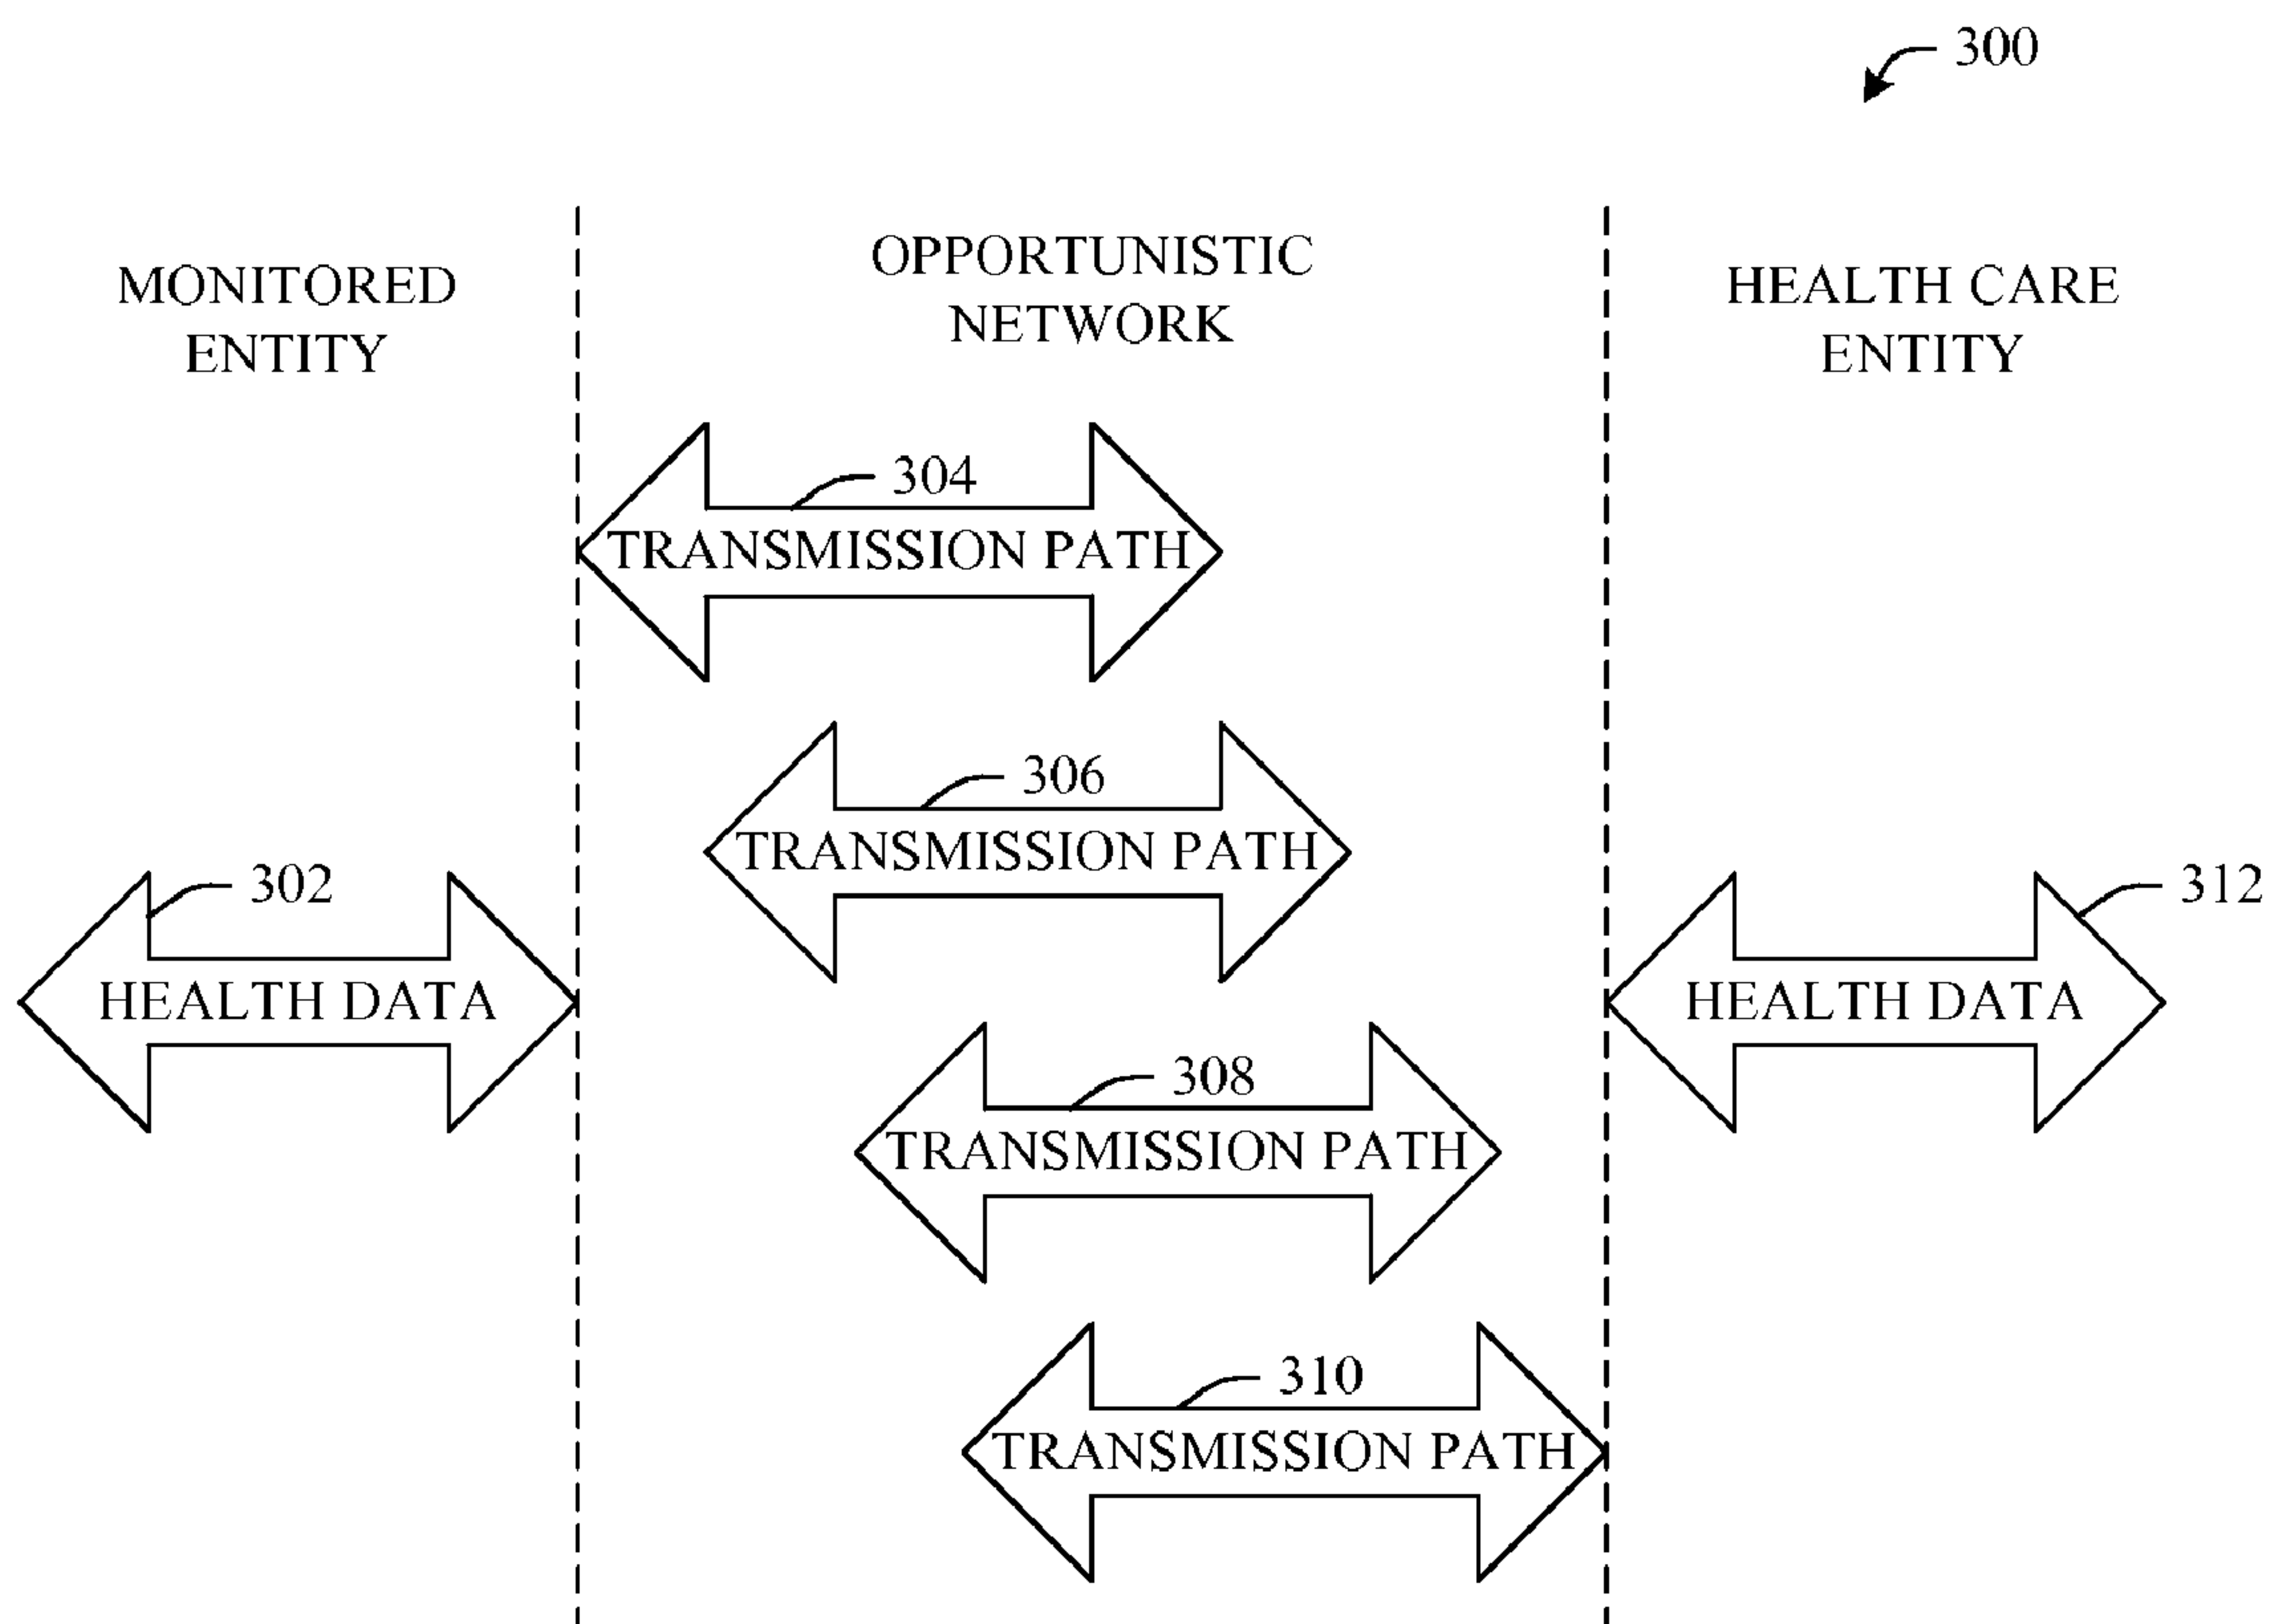 300
MONITORED
ENTITY
OPPORTUNISTIC
NETWORK
HEALTH CARE
ENTITY
304
TRANSMISSION PATH
306
TRANSMISSION PATH
302
HEALTH DATA
312
HEALTH DATA
308
TRANSMISSION PATH
310
TRANSMISSION PATH